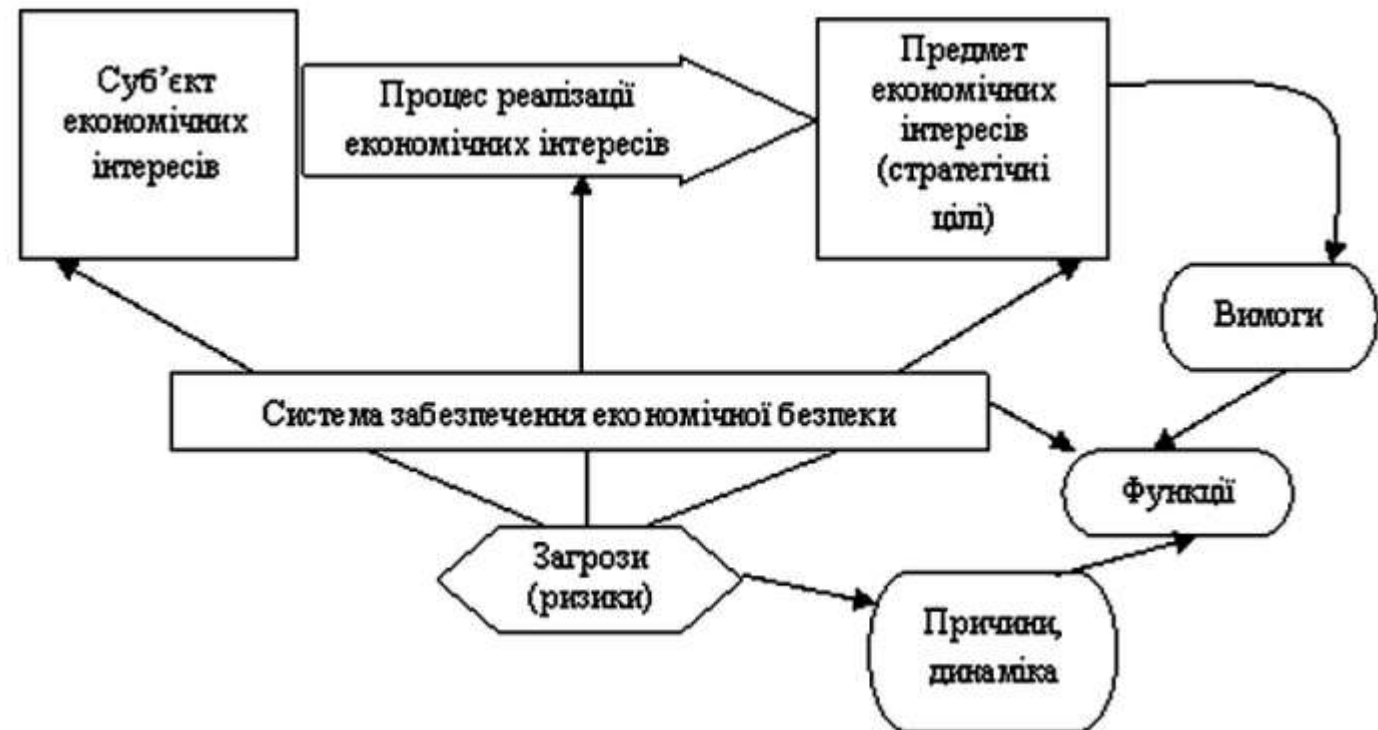 Суб’єкт
економічних
інтересів
Процес реалізації
економічних інтересів
Предмет
економічних
інтересів
(стратегічні
цілі)
Вимоги
Система забезпечення економічної безпеки
Функції
Загрози
(ризики)
Причини,
динаміка